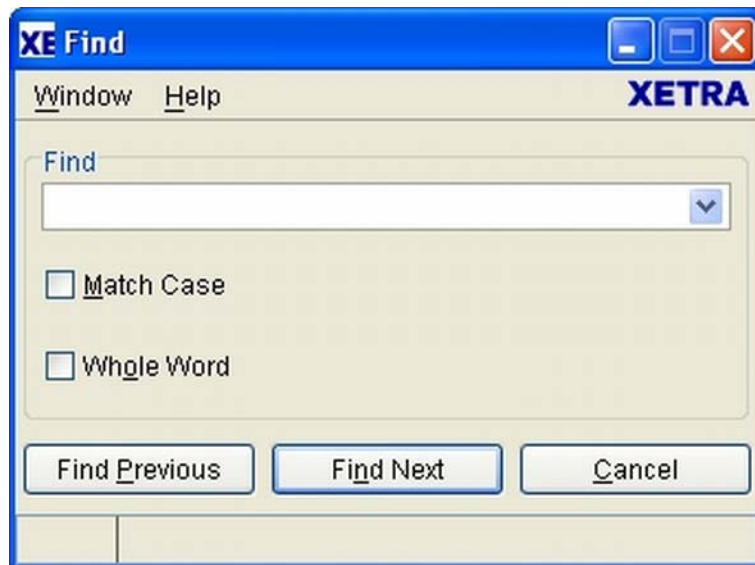 XE Find
Window Help XETRA
Find
Match Case
Whole Word
Find Previous Find Next Cancel